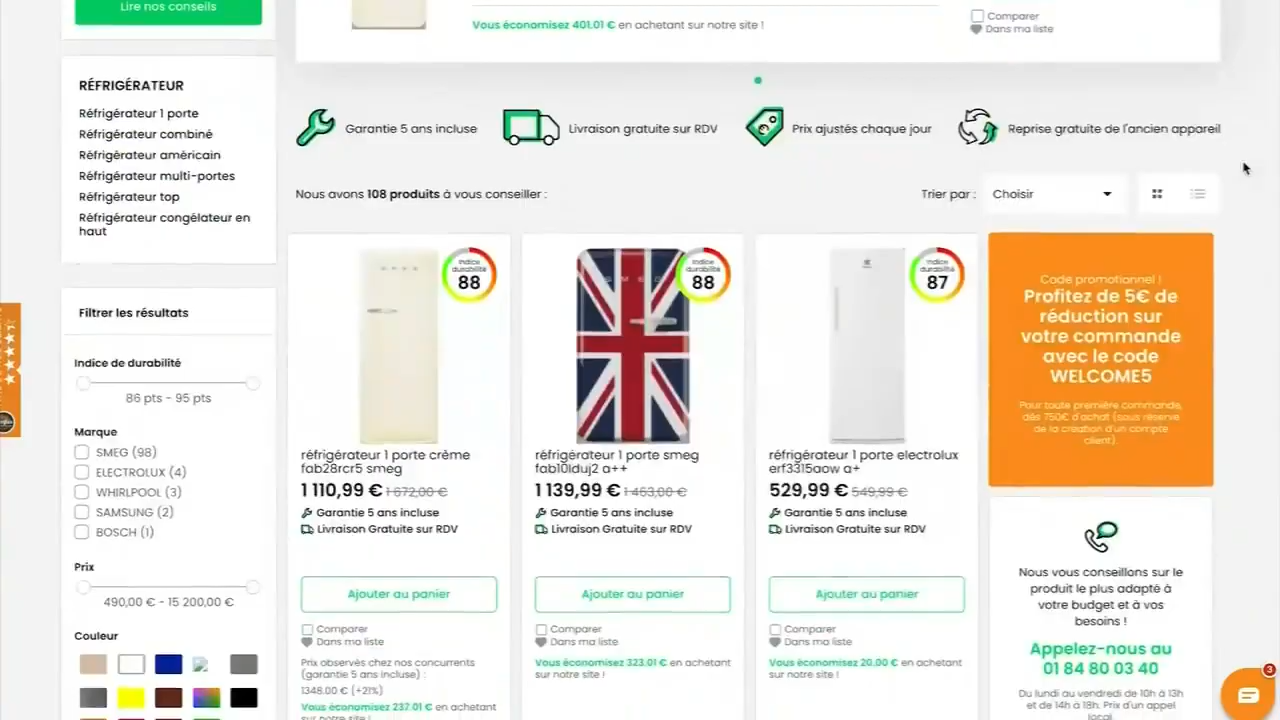 Lire nos conseils
Vous économisez 401.01 € en achetant sur notre site !
Comparer
Dans ma liste
RÉFRIGÉRATEUR
Réfrigérateur 1 porte
Réfrigérateur combiné
Réfrigérateur américain
Réfrigérateur multi-portes
Réfrigérateur top
Réfrigérateur congélateur en
haut
Garantie 5 ans incluse
Livraison gratuite sur RDV
Prix ajustés chaque jour
Reprise gratuite de l'ancien appareil
Nous avons 108 produits à vous conseiller :
Trier par :
Choisir
Filtrer les résultats
Indice de durabilité
86 pts - 95 pts
Marque
SMEG (98)
ELECTROLUX (4)
WHIRLPOOL (3)
SAMSUNG (2)
BOSCH (1)
Prix
490,00 € - 15 200,00 €
Couleur
Indice
durabilité
88
réfrigérateur 1 porte crème
fab28rcr5 smeg
1 110,99 € 1 672,00 €
Garantie 5 ans incluse
Livraison Gratuite sur RDV
Ajouter au panier
Comparer
Dans ma liste
Prix observés chez nos concurrents
(garantie 5 ans incluse) :
1348.00 € (+21%)
Vous économisez 237.01 € en achetant
sur notre site !
Indice
durabilité
88
réfrigérateur 1 porte smeg
fab10lduj2 a++
1 139,99 € 1 463,00 €
Garantie 5 ans incluse
Livraison Gratuite sur RDV
Ajouter au panier
Comparer
Dans ma liste
Vous économisez 323.01 € en achetant
sur notre site !
Indice
durabilité
87
réfrigérateur 1 porte electrolux
erf3315aow a+
529,99 € 549,99 €
Garantie 5 ans incluse
Livraison Gratuite sur RDV
Ajouter au panier
Comparer
Dans ma liste
Vous économisez 20.00 € en achetant
sur notre site !
Code promotionnel !
Profitez de 5€ de
réduction sur
votre commande
avec le code
WELCOME5
Pour toute première commande,
dès 750€ d'achat (sous réserve
de la création d'un compte
client).
Nous vous conseillons sur le
produit le plus adapté à
votre budget et à vos
besoins !
Appelez-nous au
01 84 80 03 40
Du lundi au vendredi de 10h à 13h
et de 14h à 18h. Prix d'un appel
local.
3